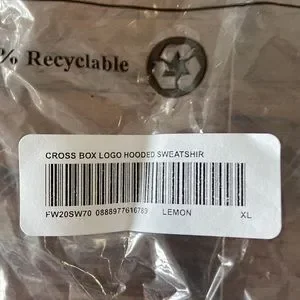 % Recyclable
CROSS BOX LOGO HOODED SWEATSHIR
FW20SW70 0888977616789 LEMON XL